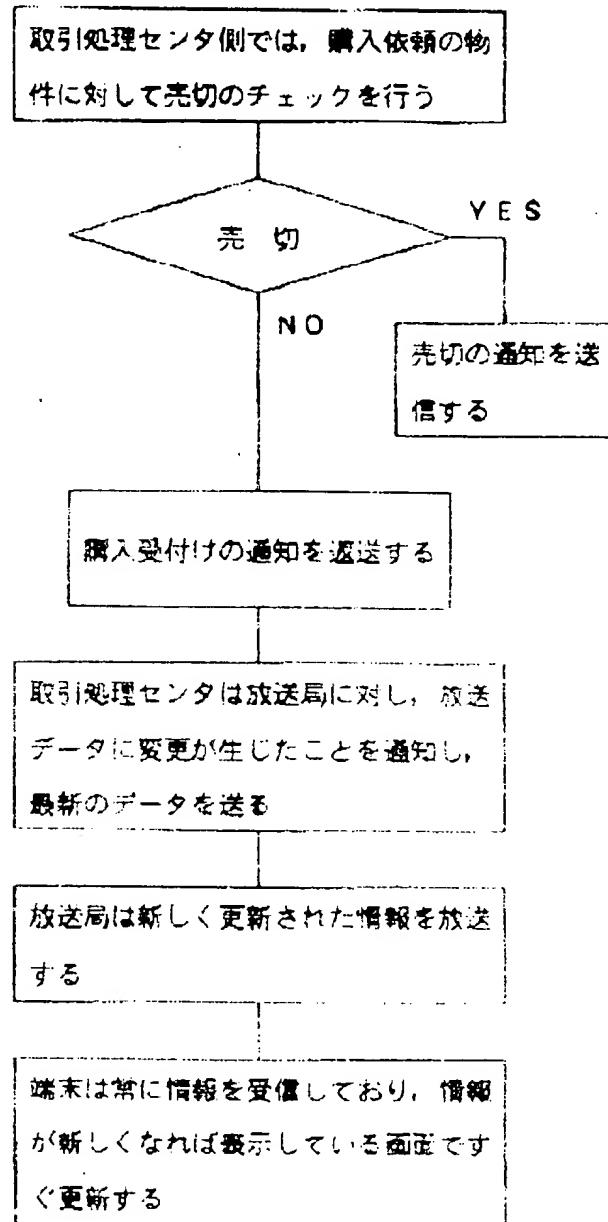 取引処理センタ側では，購入依頼の物
件に対して売切のチェックを行う
売 切
YES
NO
売切の通知を送
信する
購入受付けの通知を返送する
取引処理センタは放送局に対し，放送
データに変更が生じたことを通知し，
最新のデータを送る
放送局は新しく更新された情報を放送
する
端末は常に情報を受信しており，情報
が新しくなれば表示している画面です
ぐ更新する